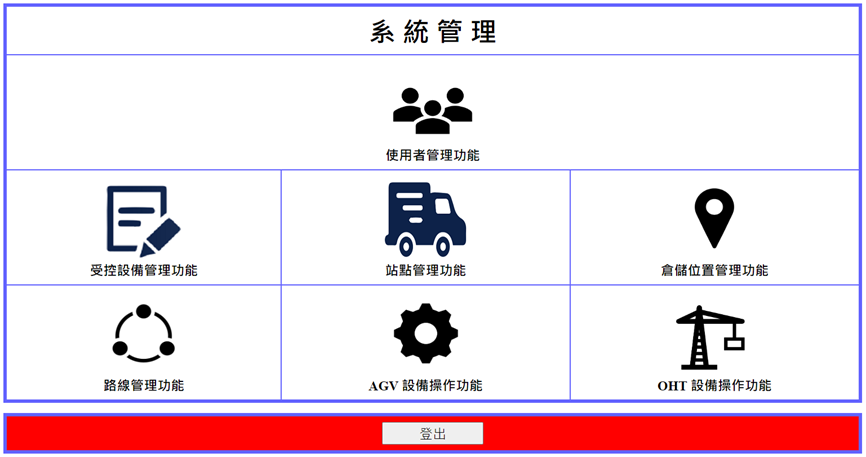 系統管理
使用者管理功能
受控設備管理功能
站點管理功能
倉儲位置管理功能
路線管理功能
AGV 設備操作功能
OHT 設備操作功能
登出